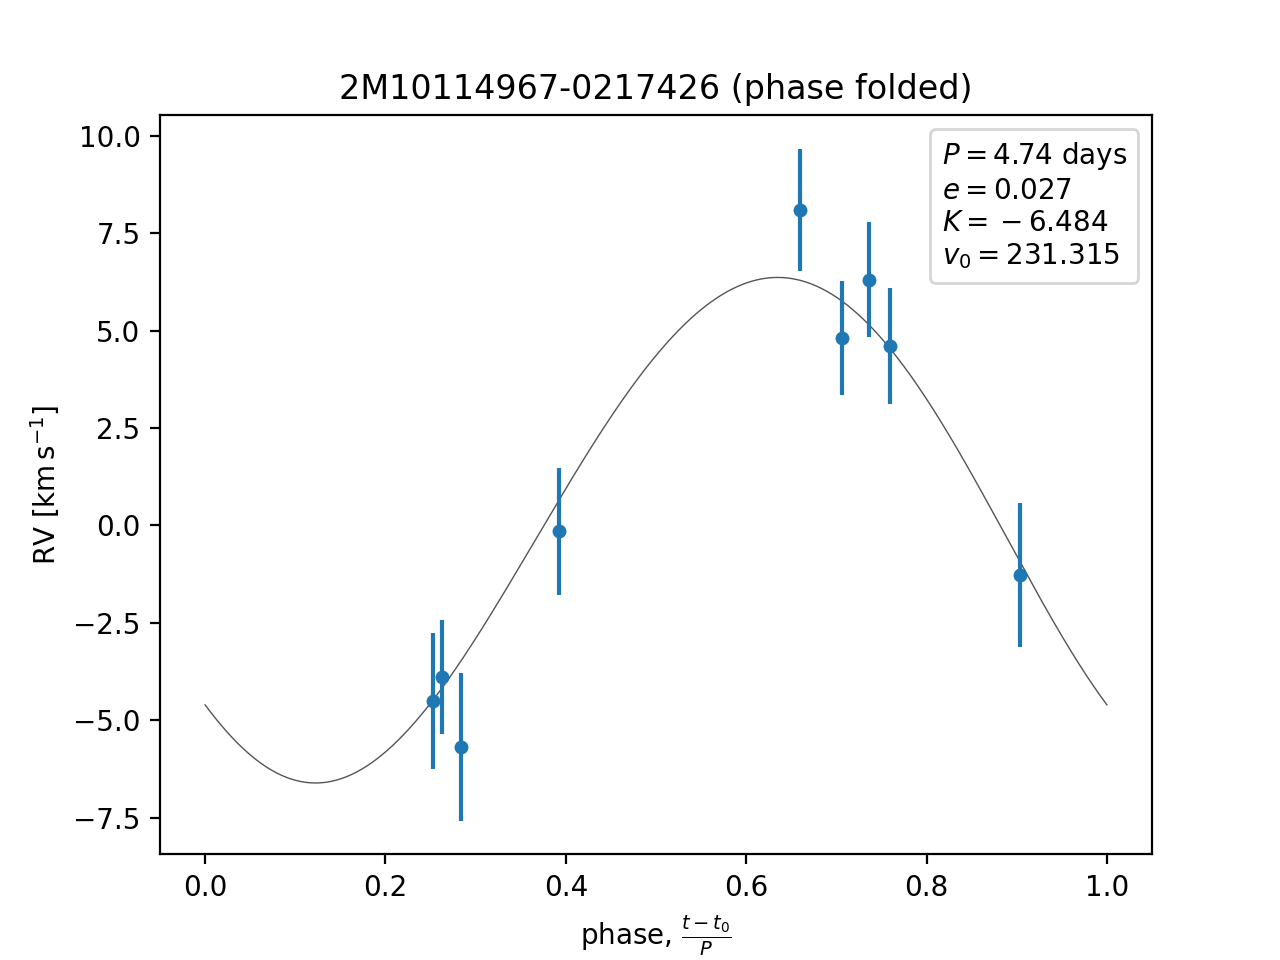 2M10114967-0217426 (phase folded)
P = 4.74 days
e = 0.027
K = −6.484
v₀ = 231.315
RV [km s⁻¹]
10.0
7.5
5.0
2.5
0.0
−2.5
−5.0
−7.5
0.0 0.2 0.4 0.6 0.8 1.0
phase, (t − t₀)/P